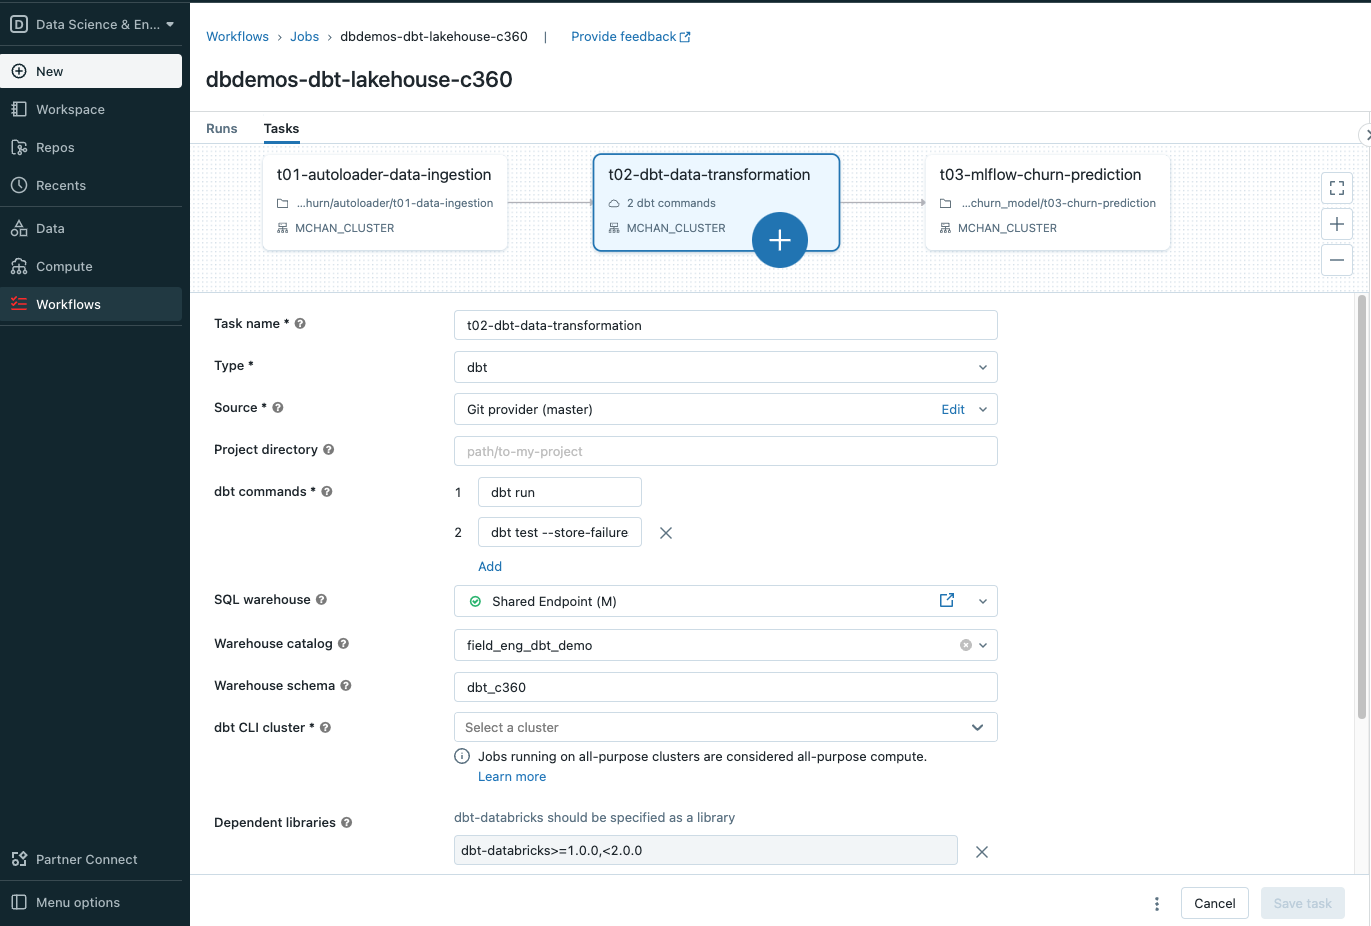 Data Science & En...
New
Workspace
Repos
Recents
Data
Compute
Workflows
Partner Connect
Menu options
Workflows › Jobs › dbdemos-dbt-lakehouse-c360 | Provide feedback
dbdemos-dbt-lakehouse-c360
Runs Tasks
t01-autoloader-data-ingestion
...hurn/autoloader/t01-data-ingestion
MCHAN_CLUSTER
t02-dbt-data-transformation
2 dbt commands
MCHAN_CLUSTER
t03-mlflow-churn-prediction
...churn_model/t03-churn-prediction
MCHAN_CLUSTER
Task name * t02-dbt-data-transformation
Type * dbt
Source * Git provider (master) Edit
Project directory path/to-my-project
dbt commands * 1 dbt run
2 dbt test --store-failure
Add
SQL warehouse Shared Endpoint (M)
Warehouse catalog field_eng_dbt_demo
Warehouse schema dbt_c360
dbt CLI cluster * Select a cluster
Jobs running on all-purpose clusters are considered all-purpose compute.
Learn more
Dependent libraries dbt-databricks should be specified as a library
dbt-databricks>=1.0.0,<2.0.0
Cancel Save task